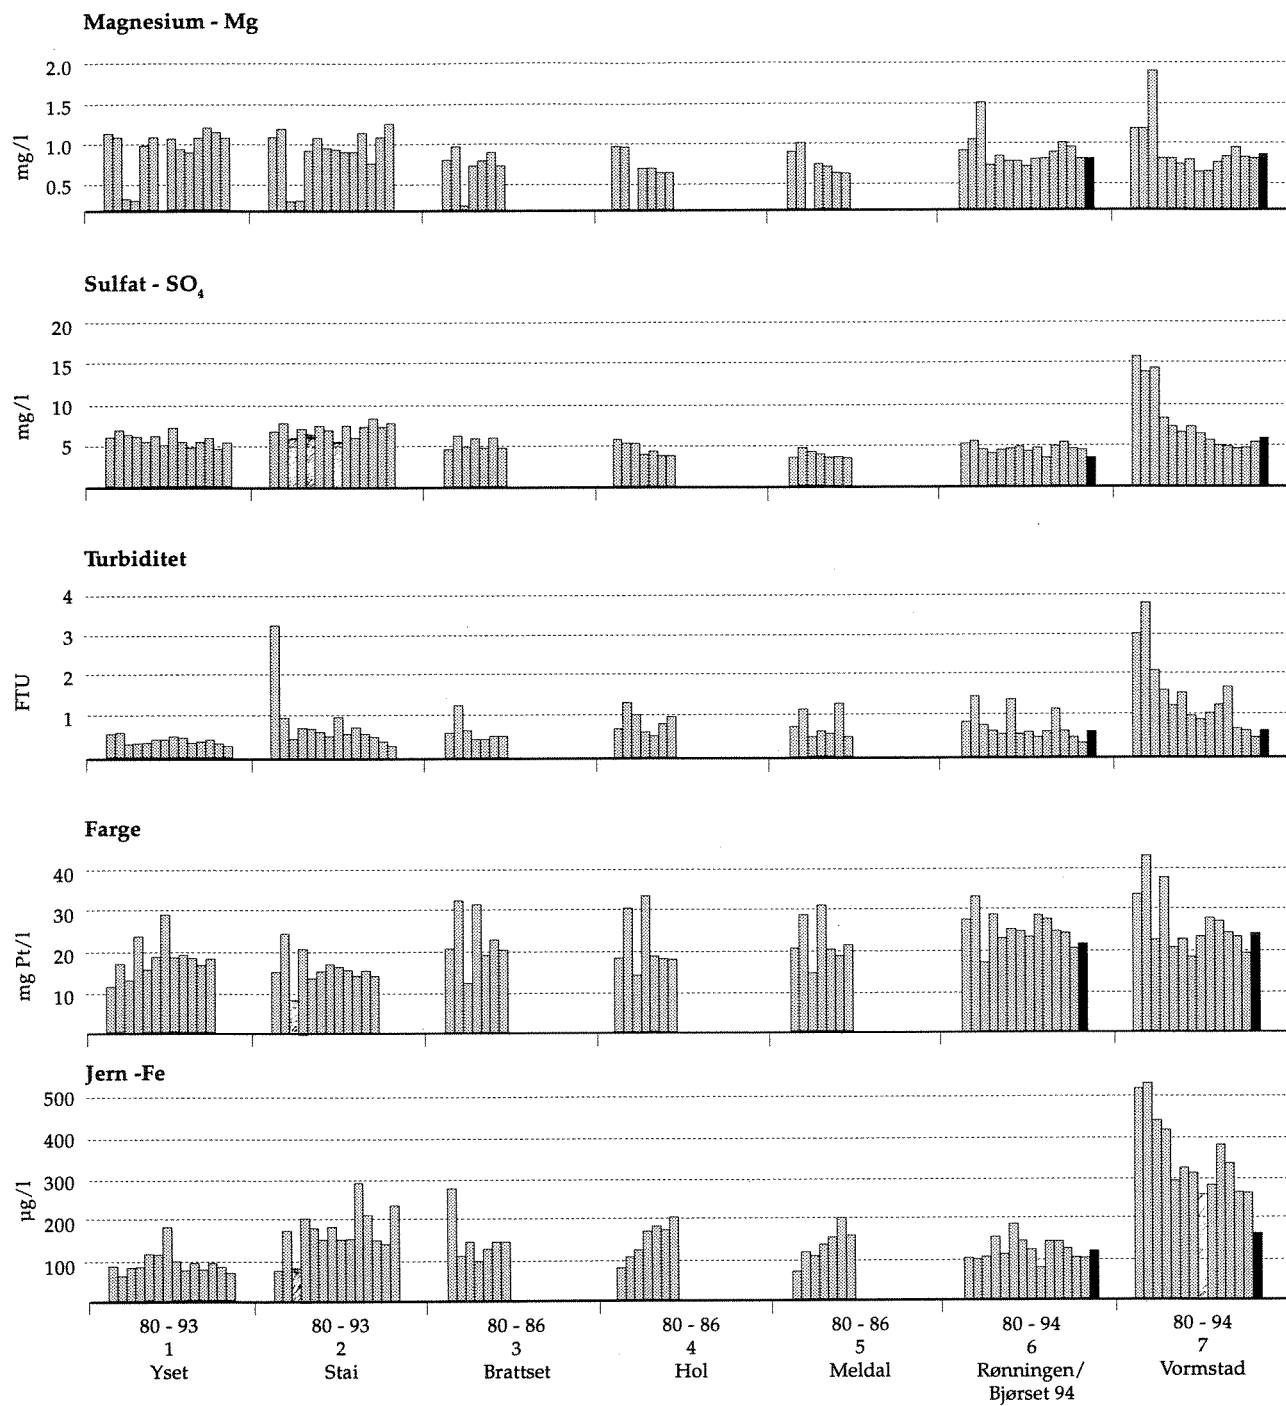 Magnesium - Mg
2.0
1.5
1.0
0.5
mg/l
Sulfat - SO₄
20
15
10
5
mg/l
Turbiditet
4
3
2
1
FTU
Farge
40
30
20
10
mg Pt/l
Jern -Fe
500
400
300
200
100
µg/l
80 - 93 80 - 93 80 - 86 80 - 86 80 - 86 80 - 94 80 - 94
1 2 3 4 5 6 7
Yset Stai Brattset Hol Meldal Rønningen/ Vormstad
Bjørset 94